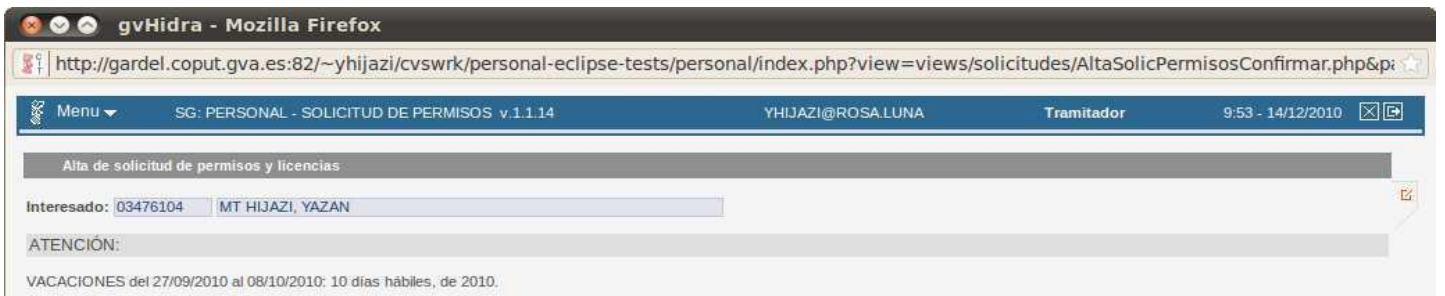 gvHidra - Mozilla Firefox
http://gardel.coput.gva.es:82/~yhijazi/cvswrk/personal-eclipse-tests/personal/index.php?view=views/solicitudes/AltaSolicPermisosConfirmar.php&pa
Menu SG: PERSONAL - SOLICITUD DE PERMISOS v.1.1.14 YHIJAZI@ROSA.LUNA Tramitador 9:53 - 14/12/2010
Alta de solicitud de permisos y licencias
Interesado: 03476104 MT HIJAZI, YAZAN
ATENCIÓN:
VACACIONES del 27/09/2010 al 08/10/2010: 10 días hábiles, de 2010.